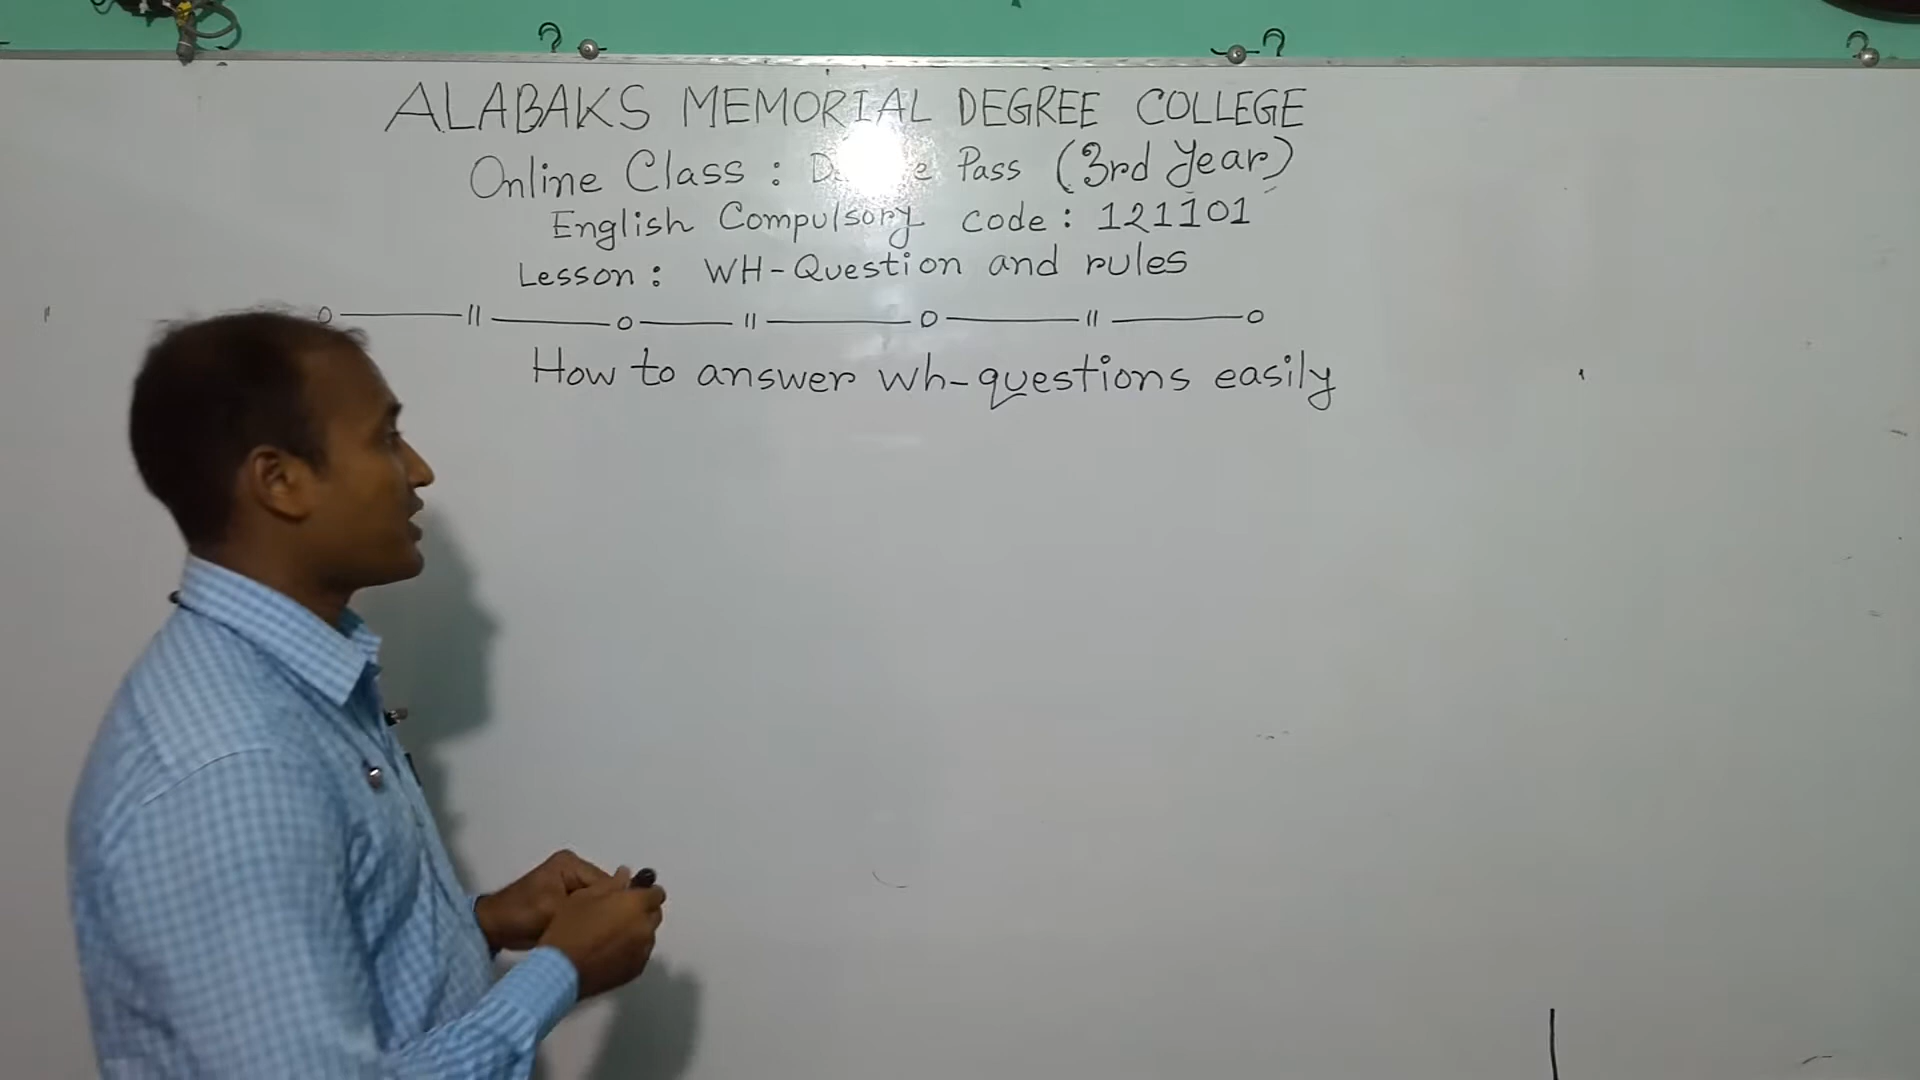 ALABAKS MEMORIAL DEGREE COLLEGE
Online Class : Pass (3rd Year)
English Compulsory code : 121101
Lesson : WH-Question and rules
How to answer wh-questions easily